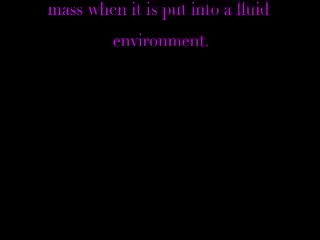 mass when it is put into a fluid
environment.